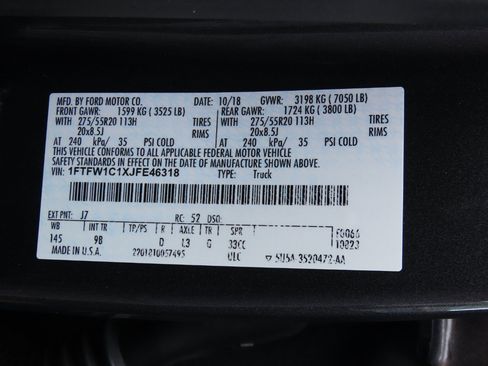 MFD. BY FORD MOTOR CO. DATE: 10/18 GVWR: 3198 KG ( 7050 LB)
FRONT GAWR: 1599 KG ( 3525 LB) REAR GAWR: 1724 KG ( 3800 LB)
WITH 275/55R20 113H TIRES WITH 275/55R20 113H TIRES
20x8.5J RIMS 20x8.5J RIMS
AT 240 kPa/ 35 PSI COLD AT 240 kPa/ 35 PSI COLD
THIS VEHICLE CONFORMS TO ALL APPLICABLE FEDERAL MOTOR VEHICLE
SAFETY STANDARDS IN EFFECT ON THE DATE OF MANUFACTURE SHOWN ABOVE.
VIN: 1FTFW1C1XJFE46318 TYPE: Truck
EXT PNT: J7 RC: 52 DSO:
WB INT TR TP/PS R AXLE TR SPR
145 9B D L3 G 33CC
MADE IN U.S.A. ULC